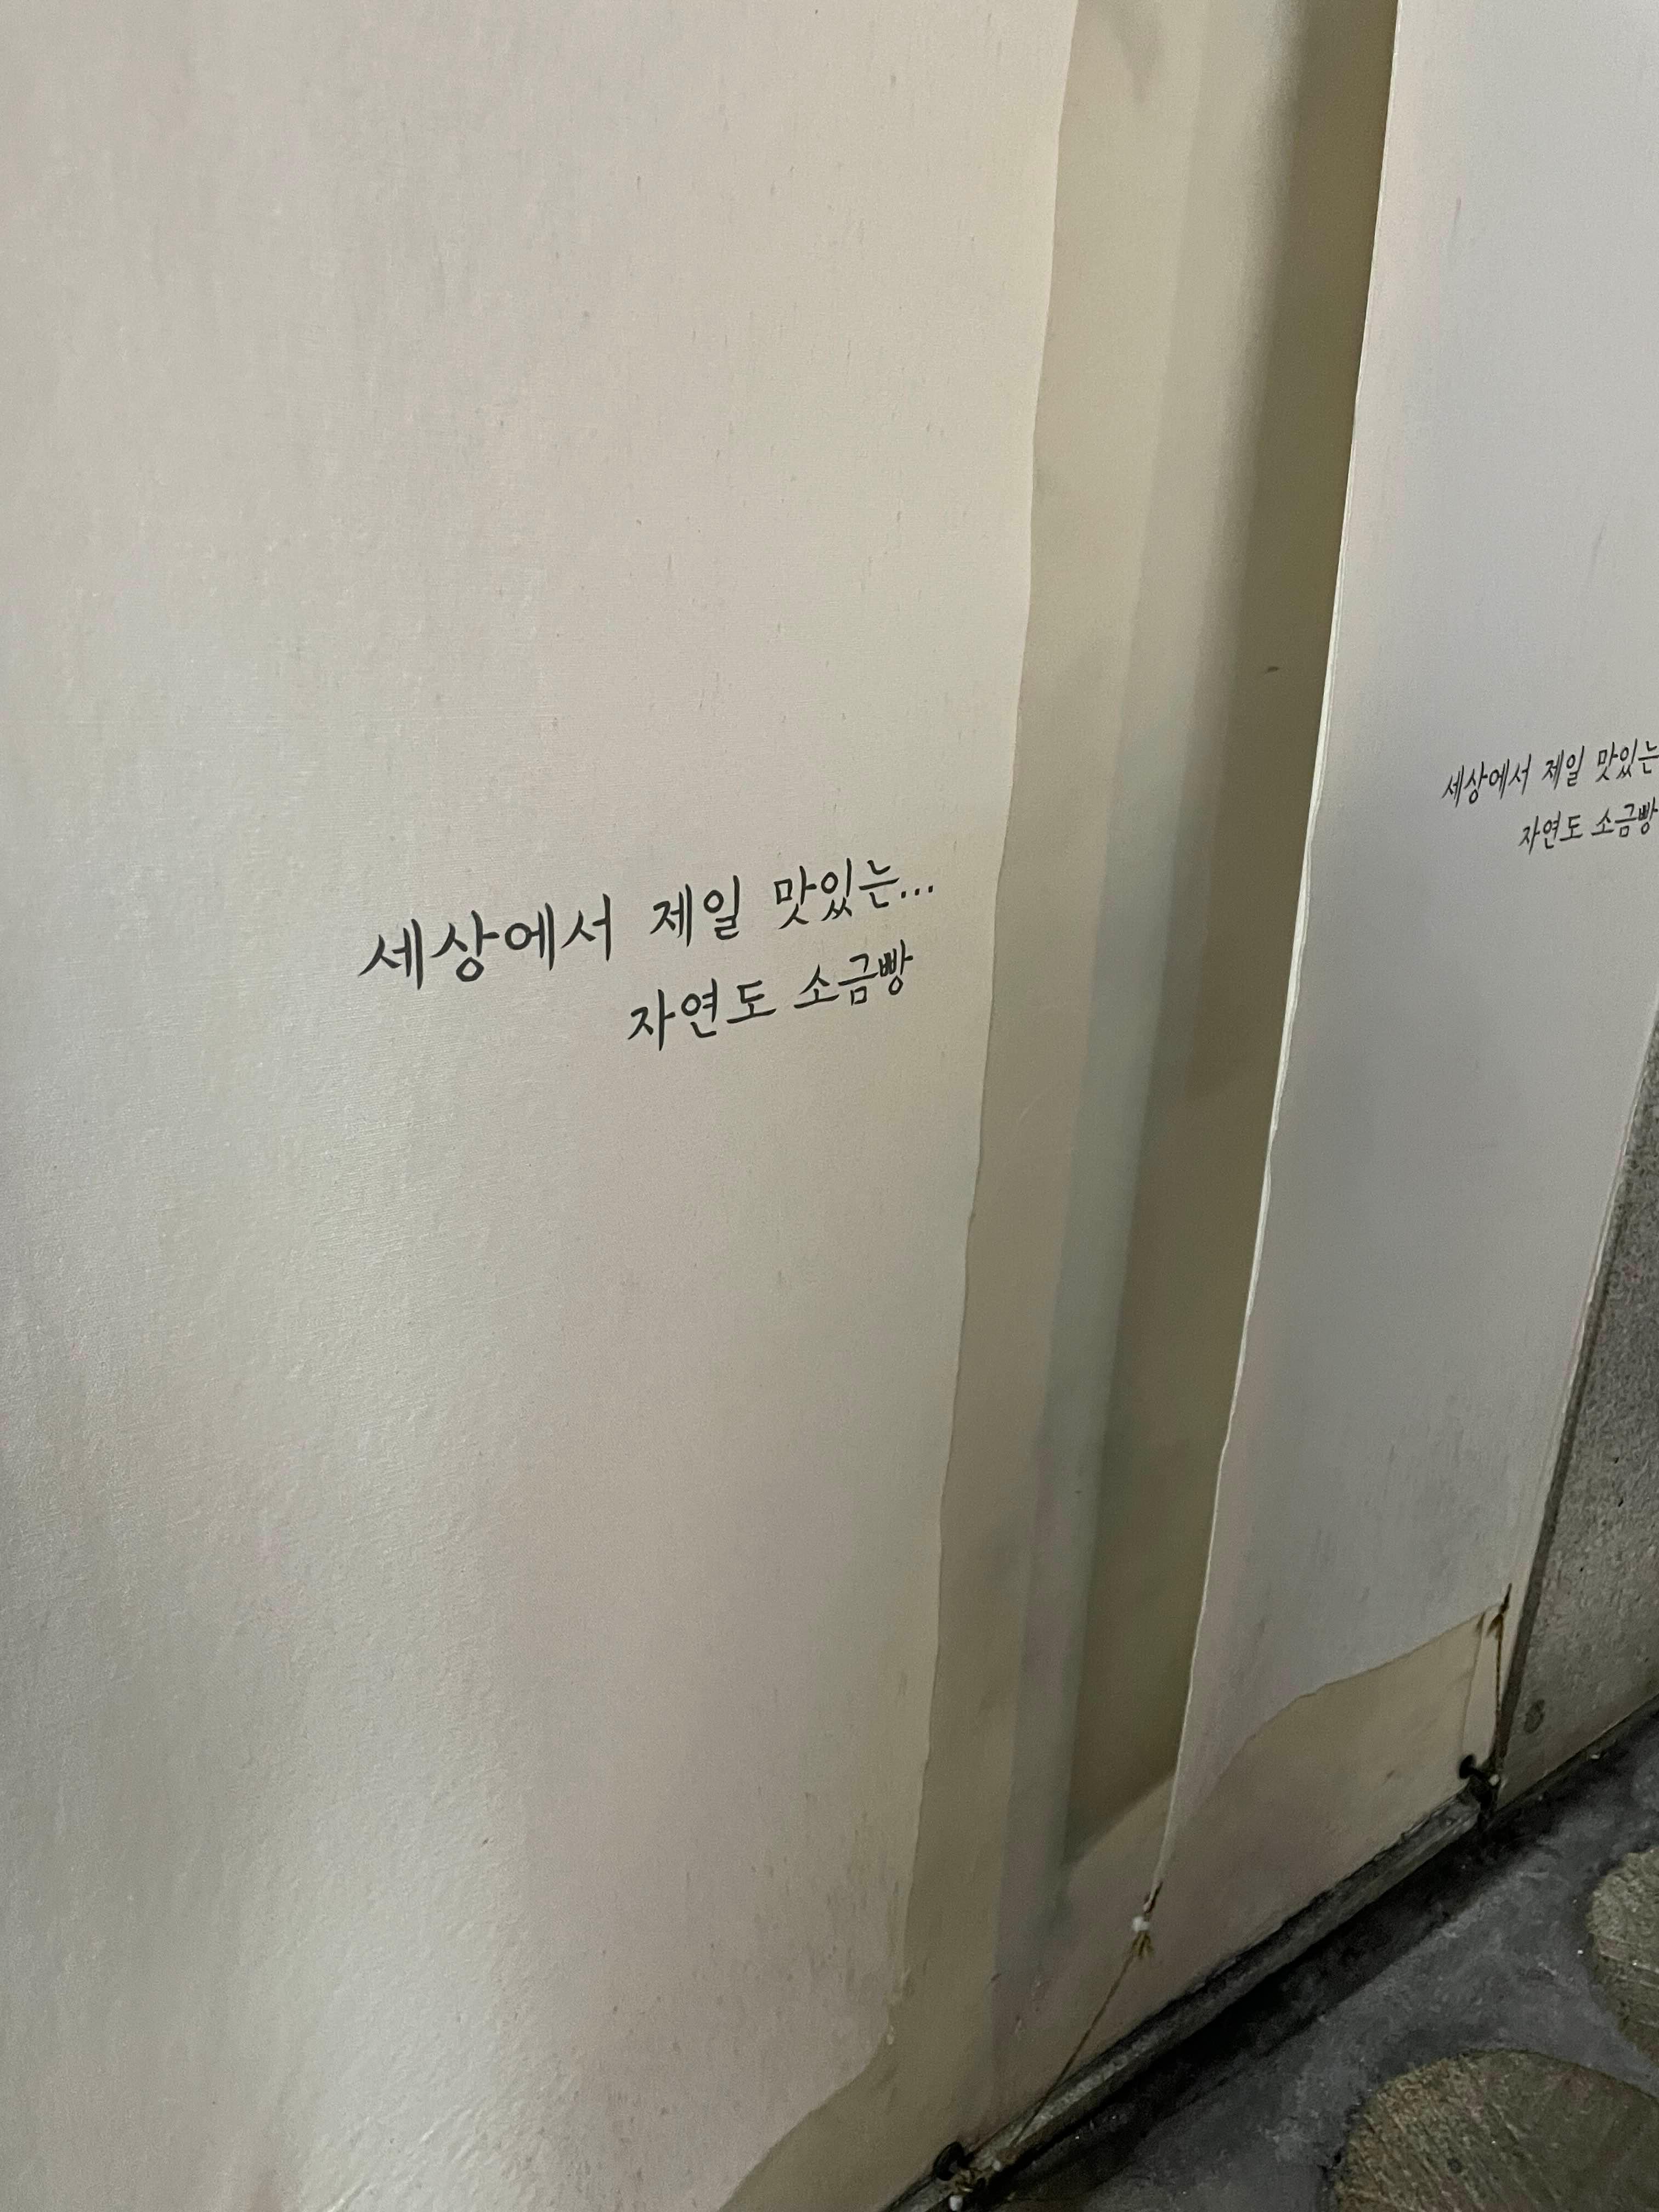 세상에서 제일 맛있는...
자연도 소금빵
세상에서 제일 맛있는
자연도 소금빵